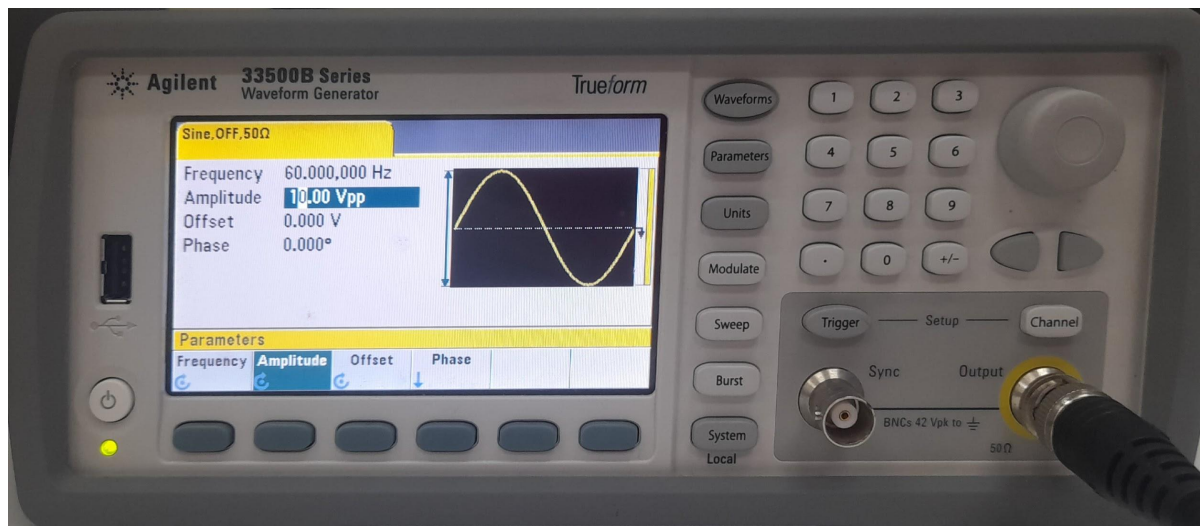 Agilent 33500B Series
Waveform Generator
Trueform
Sine,OFF,50Ω
Frequency 60.000,000 Hz
Amplitude 10.00 Vpp
Offset 0.000 V
Phase 0.000°
Parameters
Frequency Amplitude Offset Phase
Waveforms
Parameters
Units
Modulate
Sweep
Burst
System
Local
1 2 3
4 5 6
7 8 9
. 0 +/-
Trigger Setup Channel
Sync Output
BNCs 42 Vpk to
50Ω